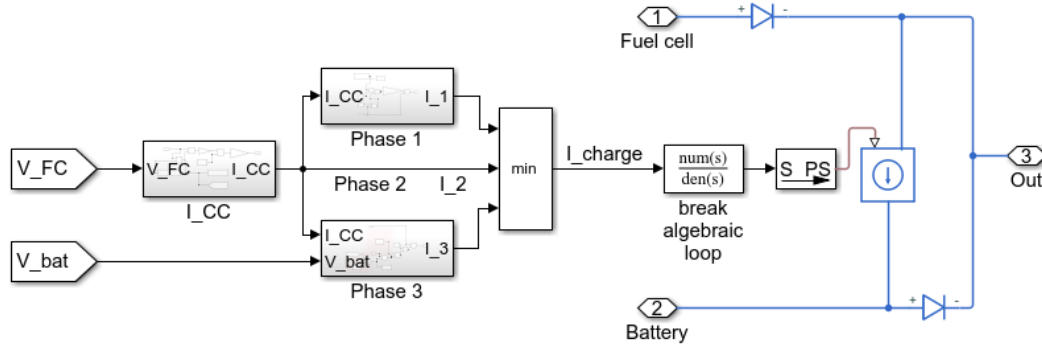 1
+
-
Fuel cell
I_CC
I_1
Phase 1
V_FC
V_FC
I_CC
I_CC
Phase 2
I_2
min
I_charge
num(s)
den(s)
break
algebraic
loop
S PS
3
Out
V_bat
I_CC
V_bat
I_3
Phase 3
2
Battery
+
-